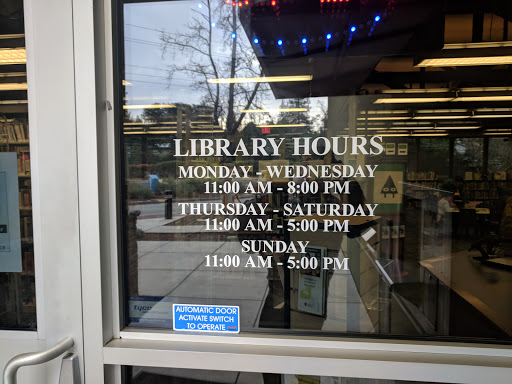 LIBRARY HOURS
MONDAY - WEDNESDAY
11:00 AM - 8:00 PM
THURSDAY - SATURDAY
11:00 AM - 5:00 PM
SUNDAY
11:00 AM - 5:00 PM
tyco
AUTOMATIC DOOR
ACTIVATE SWITCH
TO OPERATE